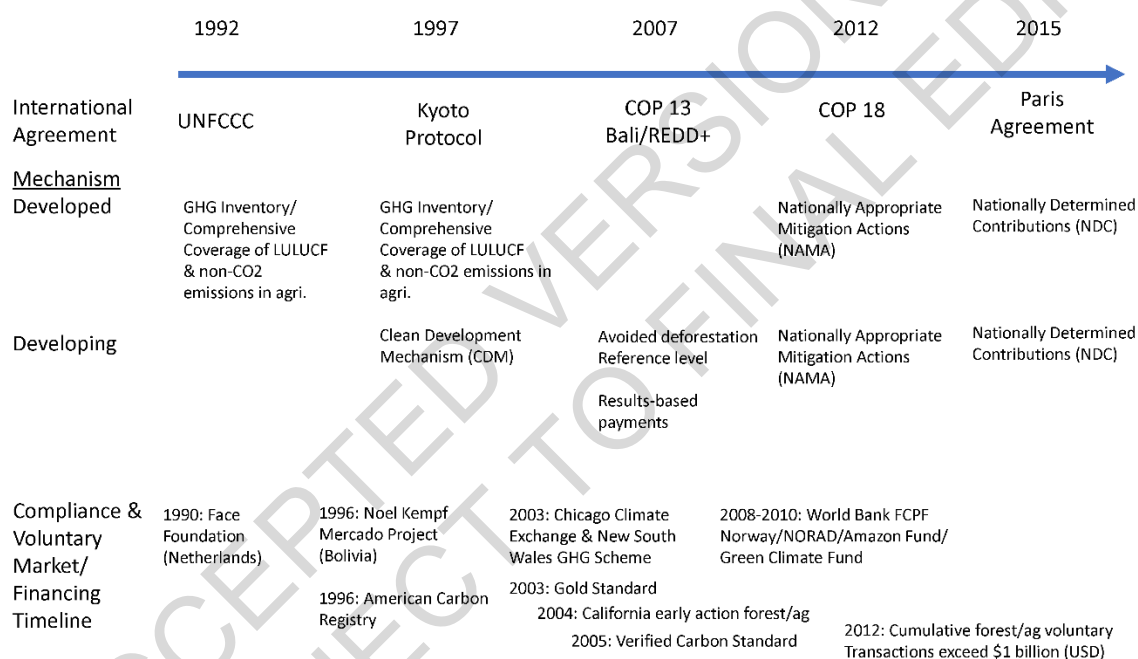 1992 1997 2007 2012 2015
International
Agreement
UNFCCC
Kyoto
Protocol
COP 13
Bali/REDD+
COP 18
Paris
Agreement
Mechanism
Developed
GHG Inventory/
Comprehensive
Coverage of LULUCF
& non-CO2
emissions in agri.
GHG Inventory/
Comprehensive
Coverage of LULUCF
& non-CO2 emissions in
agri.
Nationally Appropriate
Mitigation Actions
(NAMA)
Nationally Determined
Contributions (NDC)
Developing
Clean Development
Mechanism (CDM)
Avoided deforestation
Reference level
Results-based
payments
Nationally Appropriate
Mitigation Actions
(NAMA)
Nationally Determined
Contributions (NDC)
Compliance &
Voluntary
Market/
Financing
Timeline
1990: Face
Foundation
(Netherlands)
1996: Noel Kempf
Mercado Project
(Bolivia)
1996: American Carbon
Registry
2003: Chicago Climate
Exchange & New South
Wales GHG Scheme
2003: Gold Standard
2004: California early action forest/ag
2005: Verified Carbon Standard
2008-2010: World Bank FCPF
Norway/NORAD/Amazon Fund/
Green Climate Fund
2012: Cumulative forest/ag voluntary
Transactions exceed $1 billion (USD)
CEPTED VERSION
JECT TO FINAL EDI